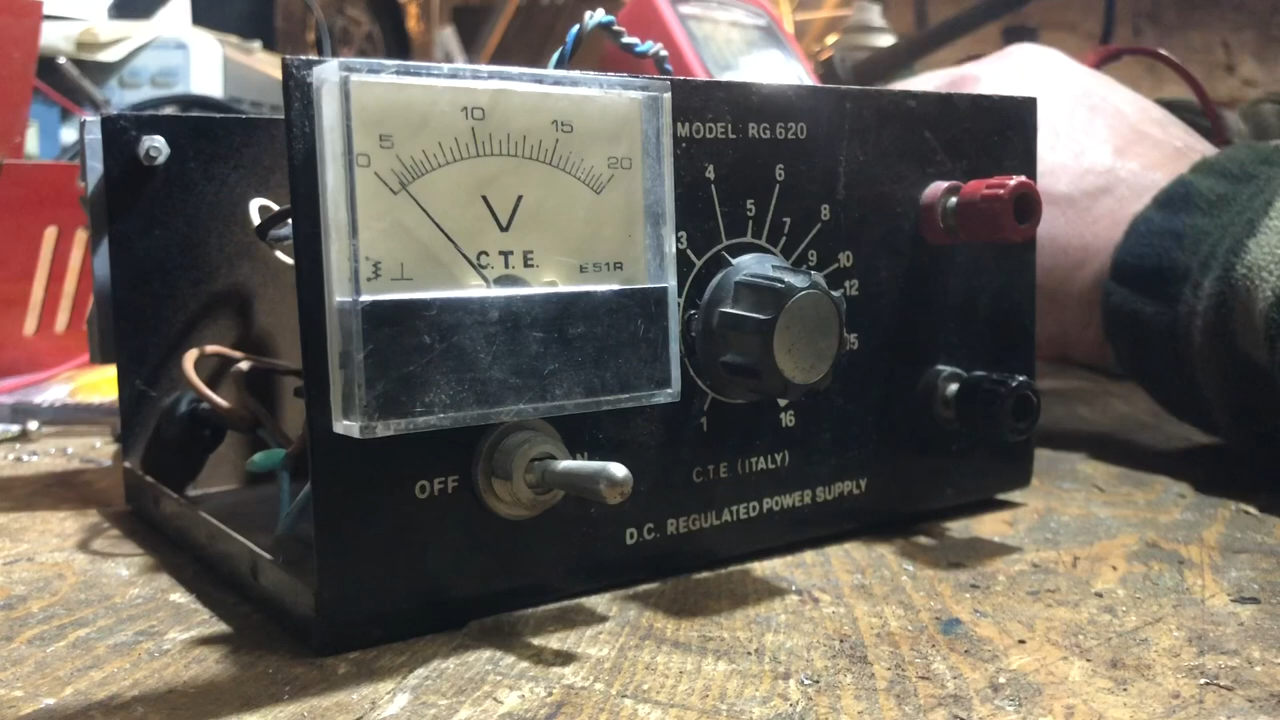 0 5 10 15 20
V
C.T.E.
E51R
MODEL: RG.620
4 6
5 8
3 7
9 10
12
16
1
OFF
C.T.E. (ITALY)
D.C. REGULATED POWER SUPPLY